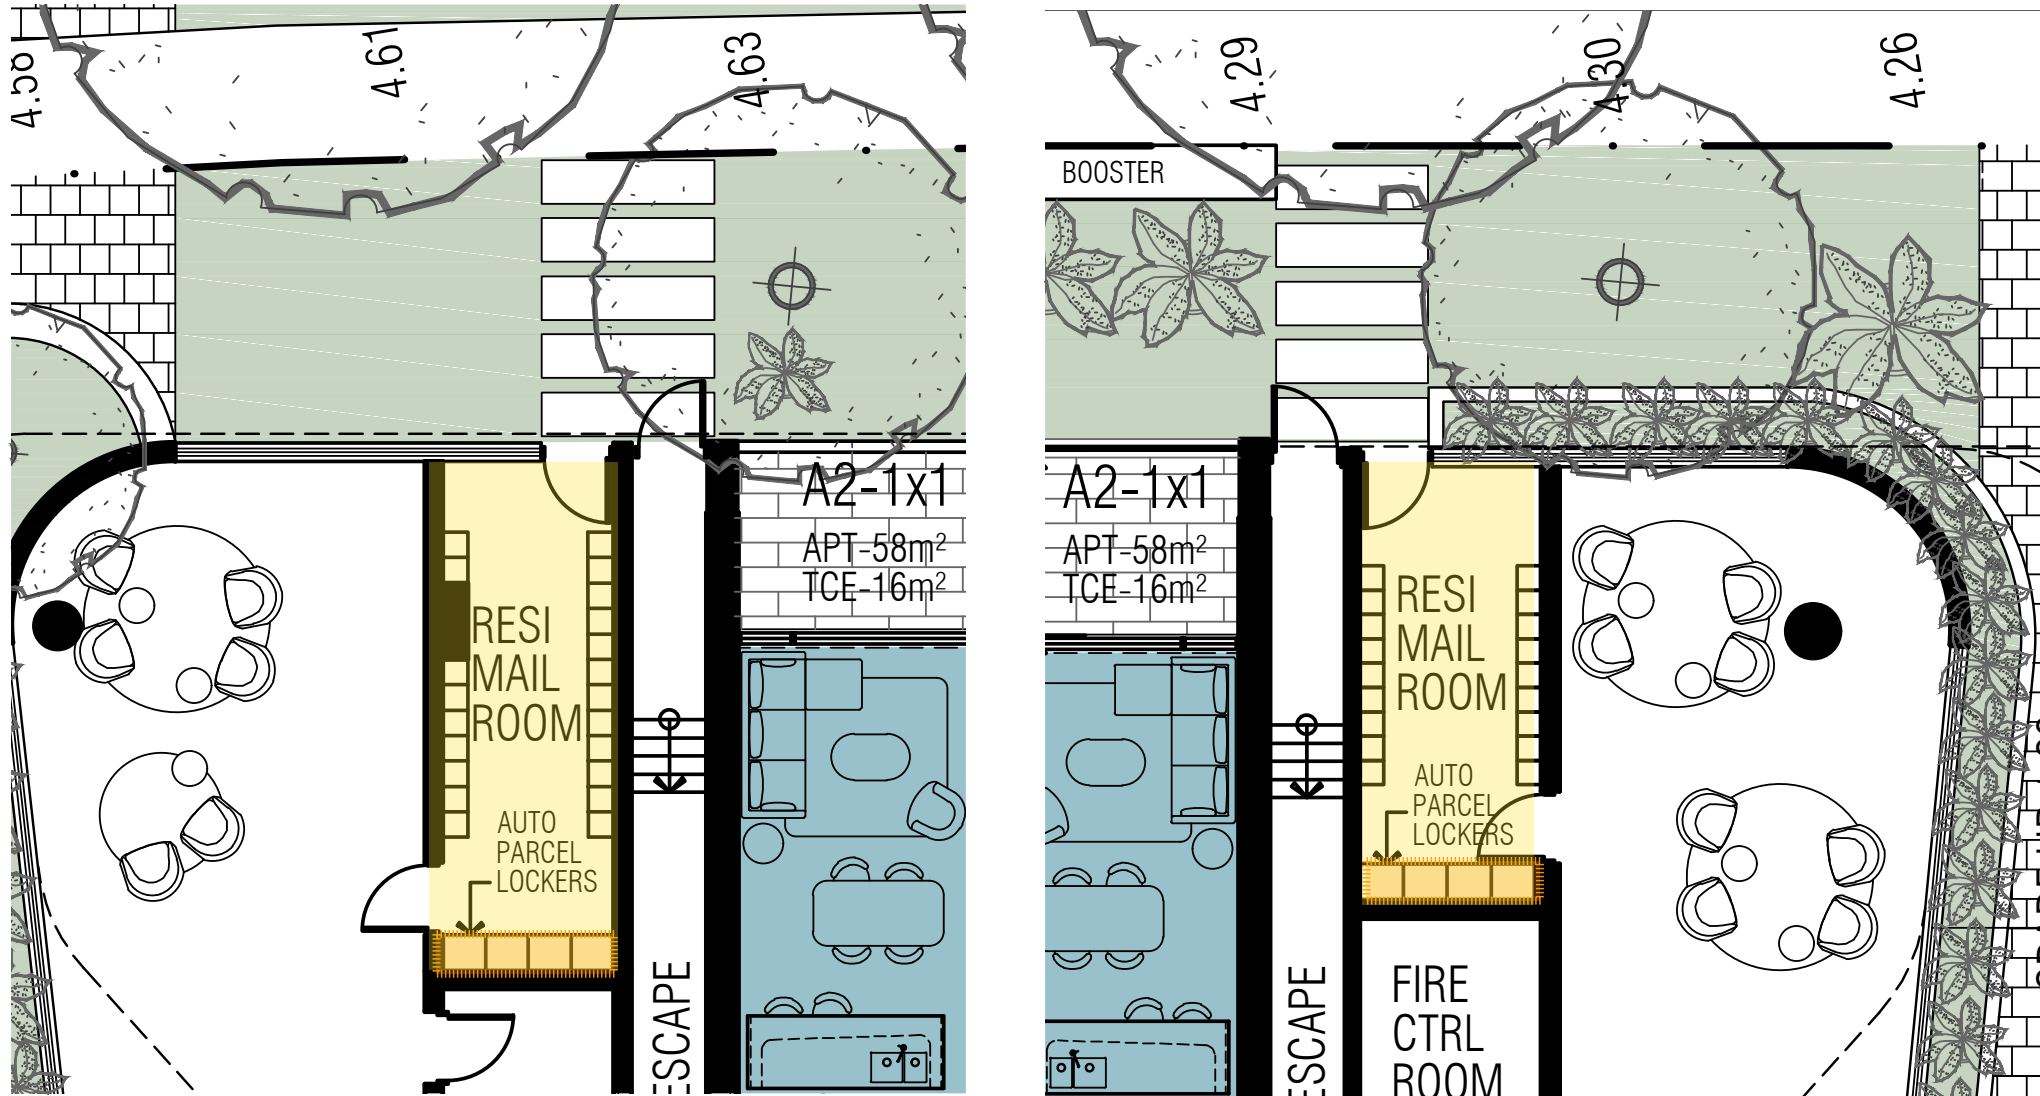 4.58
4.61
4.63
A2-1x1
APT-58m²
TCE-16m²
RESI
MAIL
ROOM
AUTO
PARCEL
LOCKERS
ESCAPE
4.29
4.30
4.26
BOOSTER
A2-1x1
APT-58m²
TCE-16m²
RESI
MAIL
ROOM
AUTO
PARCEL
LOCKERS
ESCAPE
FIRE
CTRL
ROOM